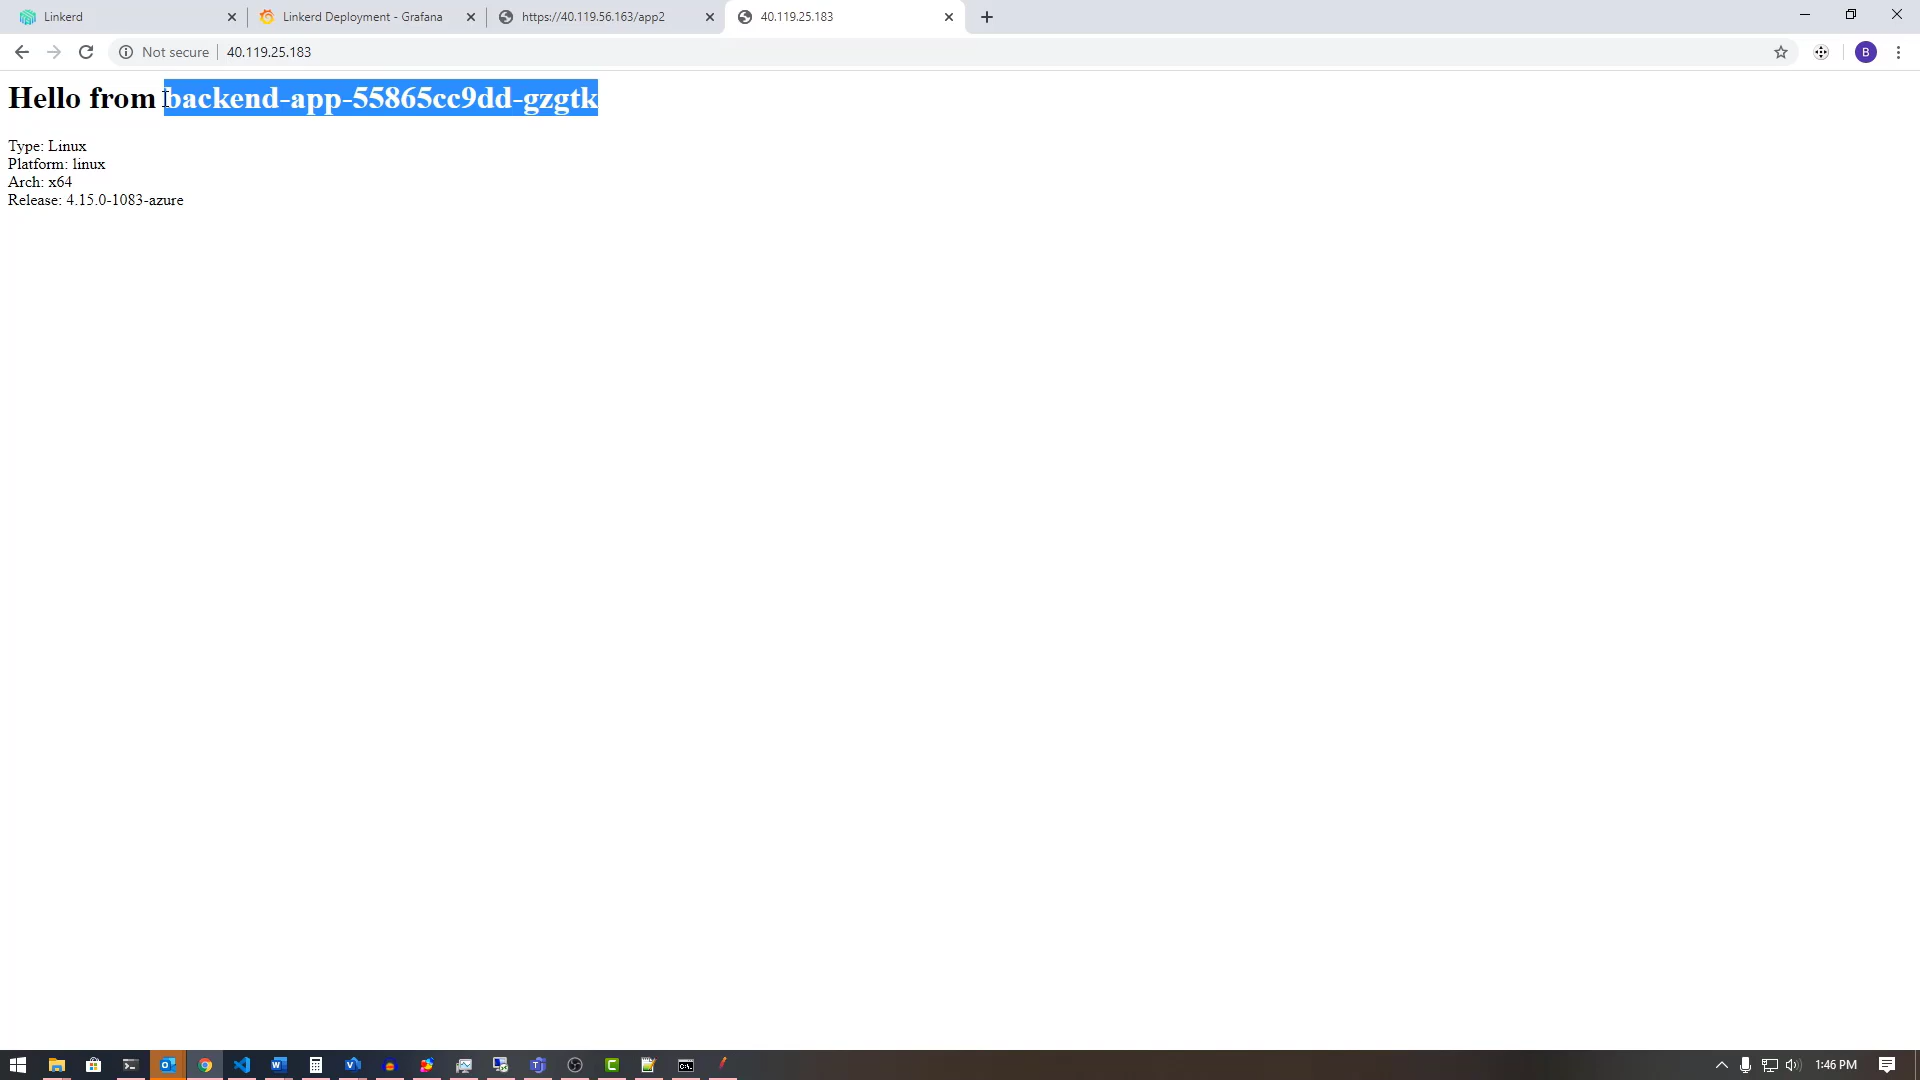 Linkerd
Linkerd Deployment - Grafana
https://40.119.56.163/app2
40.119.25.183
Not secure
40.119.25.183
B
Hello from backend-app-55865cc9dd-gzgtk
Type: Linux
Platform: linux
Arch: x64
Release: 4.15.0-1083-azure
1:46 PM